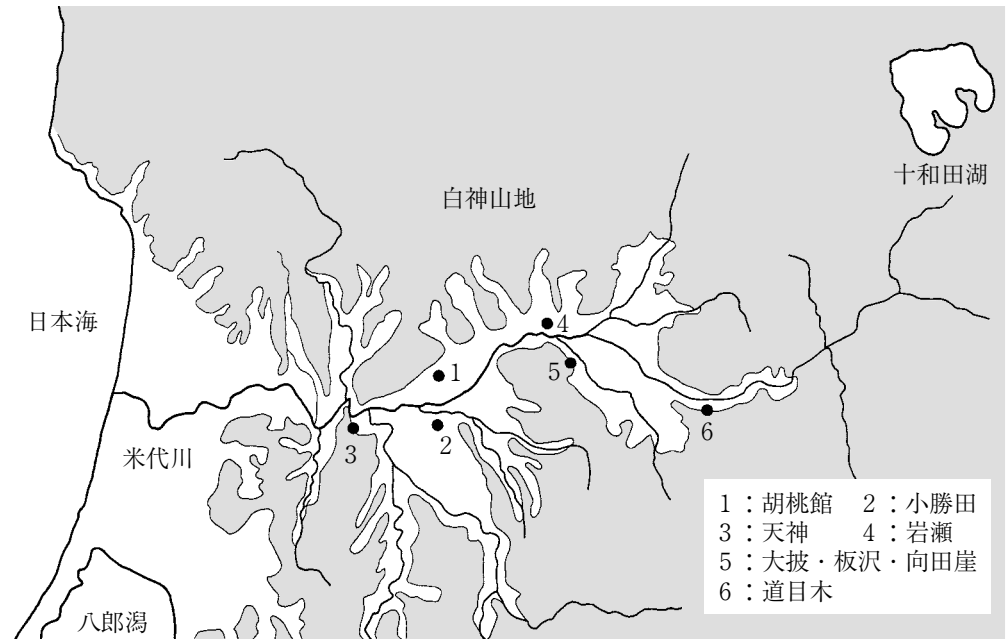 十和田湖
白神山地
日本海
4
1
5
6
2
3
米代川
八郎潟
1：胡桃館　2：小勝田
3：天神　4：岩瀬
5：大披・板沢・向田崖
6：道目木